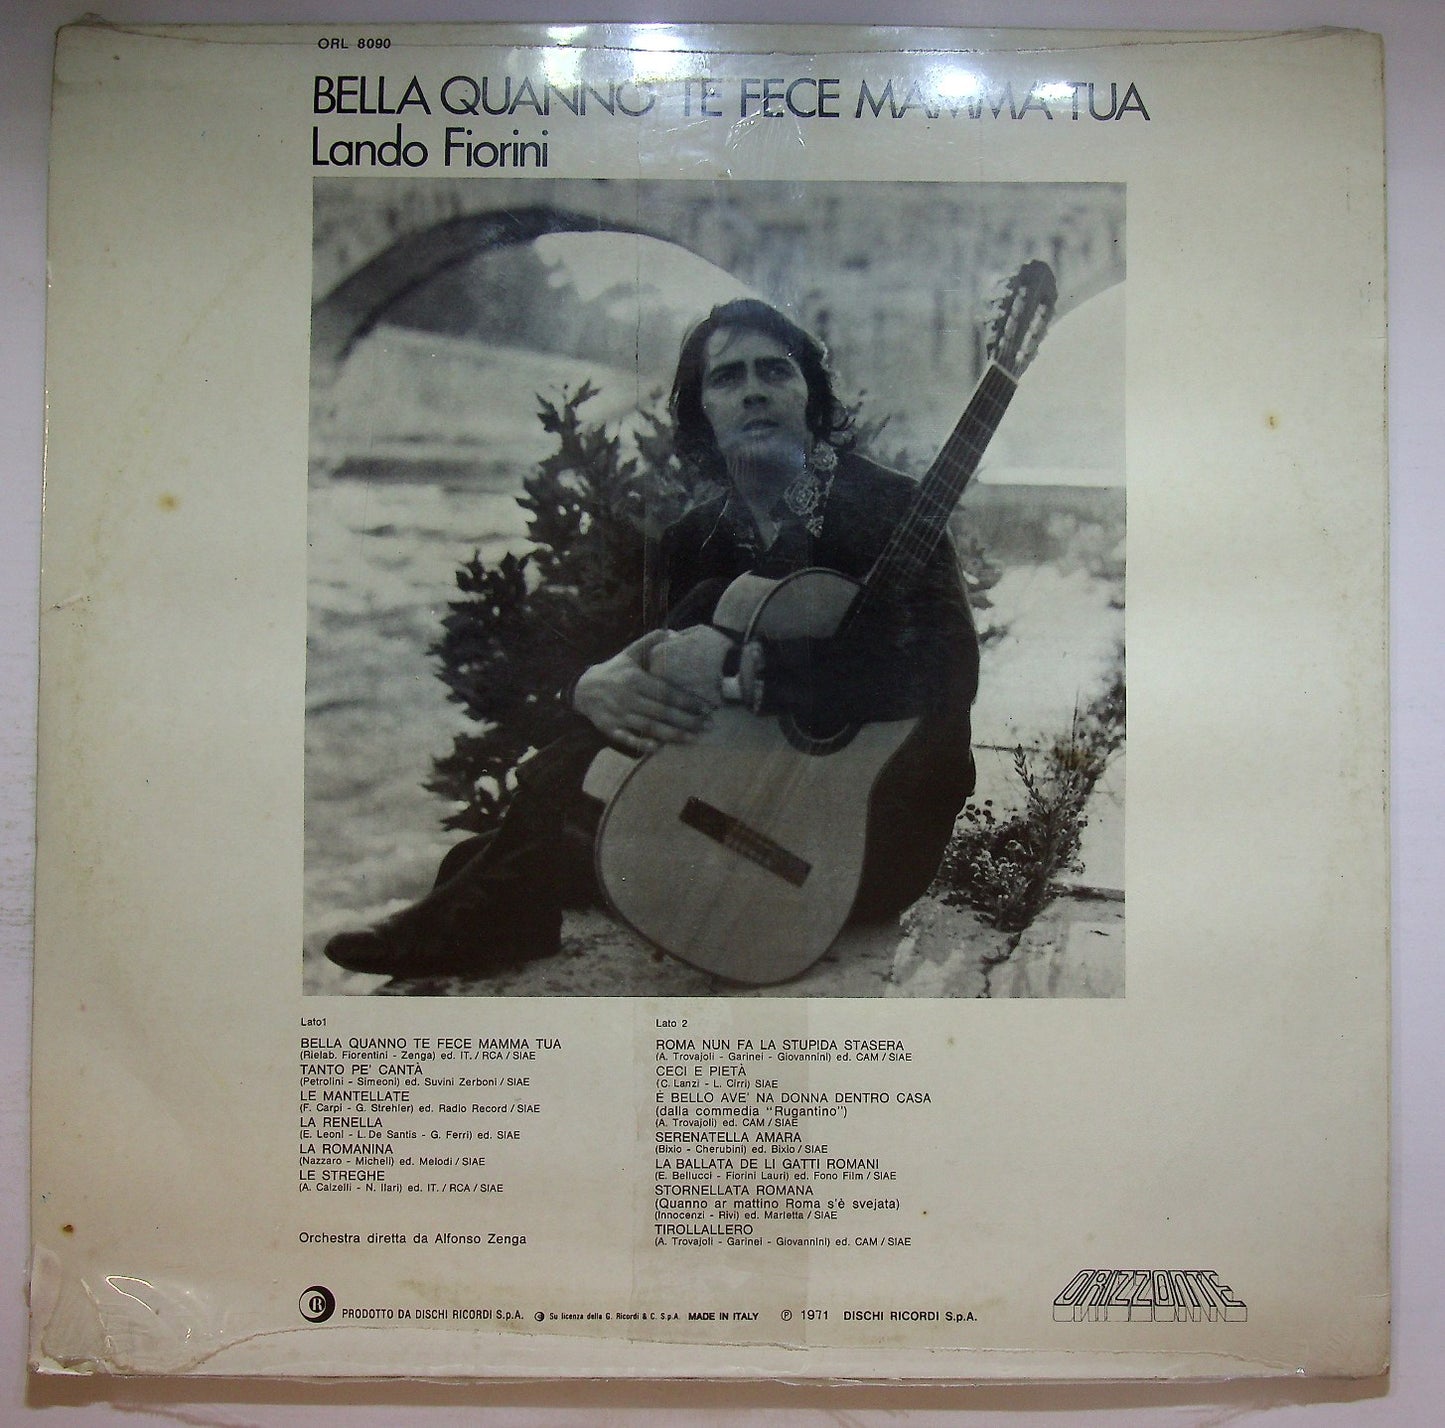 ORL 8090
BELLA QUANNO TE FECE MAMMA TUA
Lando Fiorini
Lato1
BELLA QUANNO TE FECE MAMMA TUA
(Rielab. Fiorentini - Zenga) ed. IT. / RCA / SIAE
TANTO PE' CANTÀ
(Petrolini - Simeoni) ed. Suvini Zerboni / SIAE
LE MANTELLATE
(F. Carpi - G. Strehler) ed. Radio Record / SIAE
LA RENELLA
(E. Leoni - L. De Santis - G. Ferri) ed. SIAE
LA ROMANINA
(Nazzaro - Micheli) ed. Melodi / SIAE
LE STREGHE
(A. Calzelli - N. Ilari) ed. IT. / RCA / SIAE
Orchestra diretta da Alfonso Zenga
Lato 2
ROMA NUN FA LA STUPIDA STASERA
(A. Trovajoli - Garinei - Giovannini) ed. CAM / SIAE
CECI E PIETÀ
(C. Lanzi - L. Cirri) SIAE
È BELLO AVE' NA DONNA DENTRO CASA
(dalla commedia "Rugantino")
(A. Trovajoli) ed. CAM / SIAE
SERENATELLA AMARA
(Bixio - Cherubini) ed. Bixio / SIAE
LA BALLATA DE LI GATTI ROMANI
(E. Bellucci - Fiorini Lauri) ed. Fono Film / SIAE
STORNELLATA ROMANA
(Quanno ar mattino Roma s'è svejata)
(Innocenzi - Rivi) ed. Marletta / SIAE
TIROLLALLERO
(A. Trovajoli - Garinei - Giovannini) ed. CAM / SIAE
R PRODOTTO DA DISCHI RICORDI S.p.A. Su licenza della G. Ricordi & C. S.p.A. MADE IN ITALY ℗ 1971 DISCHI RICORDI S.p.A.
ORIZZONTE